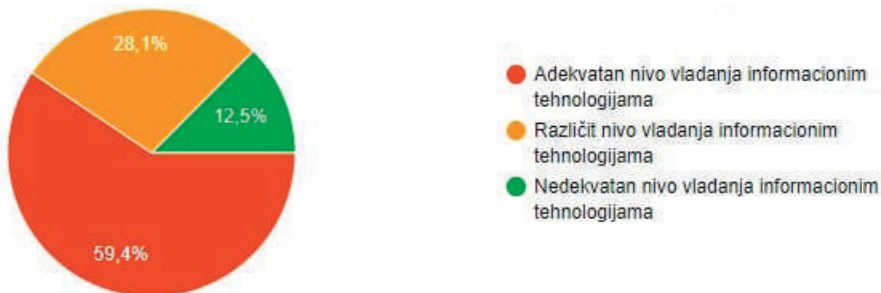 28,1%
12,5%
59,4%
Adekvatan nivo vladanja informacionim
tehnologijama
Različit nivo vladanja informacionim
tehnologijama
Nedekvatan nivo vladanja informacionim
tehnologijama